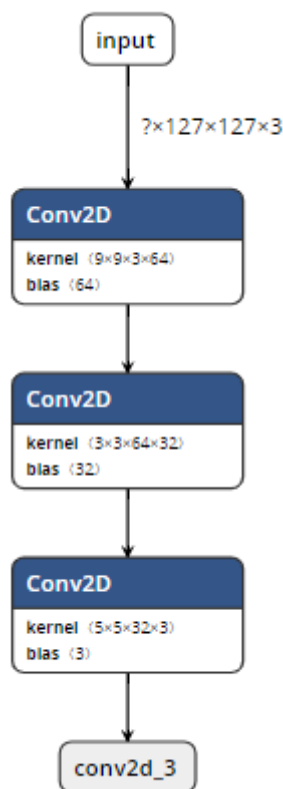 input
?×127×127×3
Conv2D
kernel ⟨9×9×3×64⟩
bias ⟨64⟩
Conv2D
kernel ⟨3×3×64×32⟩
bias ⟨32⟩
Conv2D
kernel ⟨5×5×32×3⟩
bias ⟨3⟩
conv2d_3